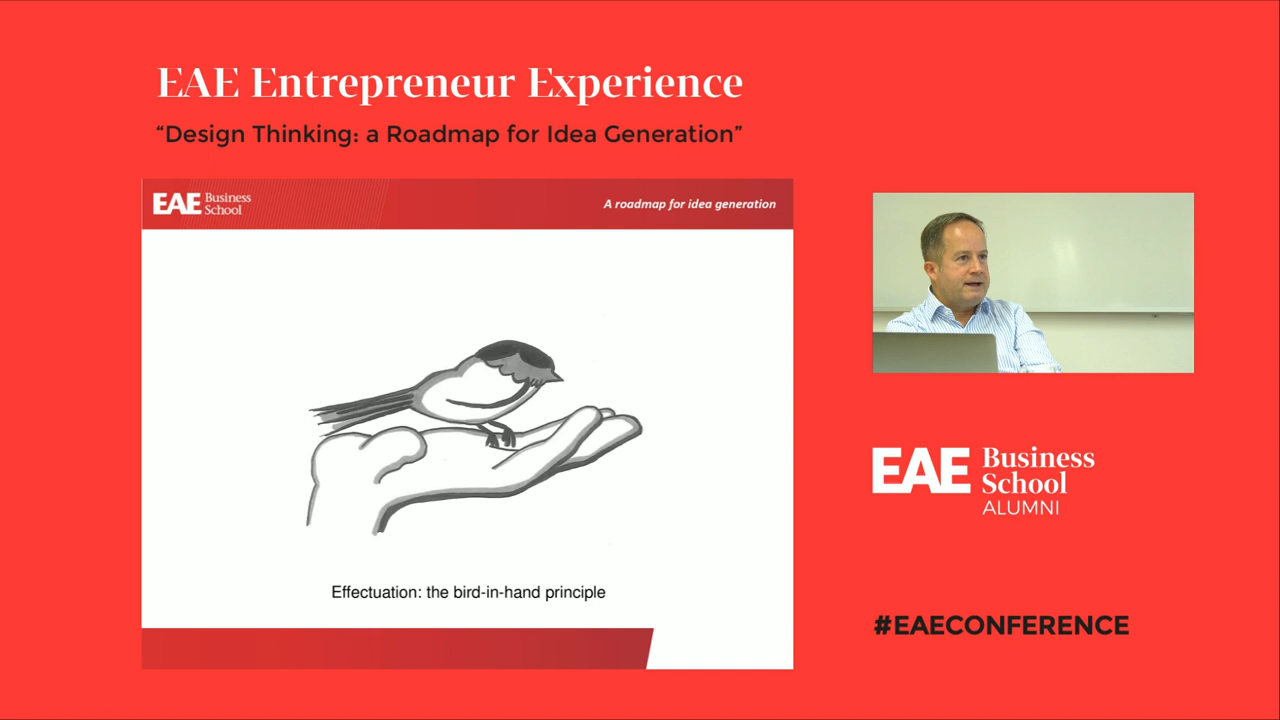 EAE Entrepreneur Experience
“Design Thinking: a Roadmap for Idea Generation”
EAE Business
School
A roadmap for idea generation
Effectuation: the bird-in-hand principle
EAE Business
School
ALUMNI
#EAECONFERENCE